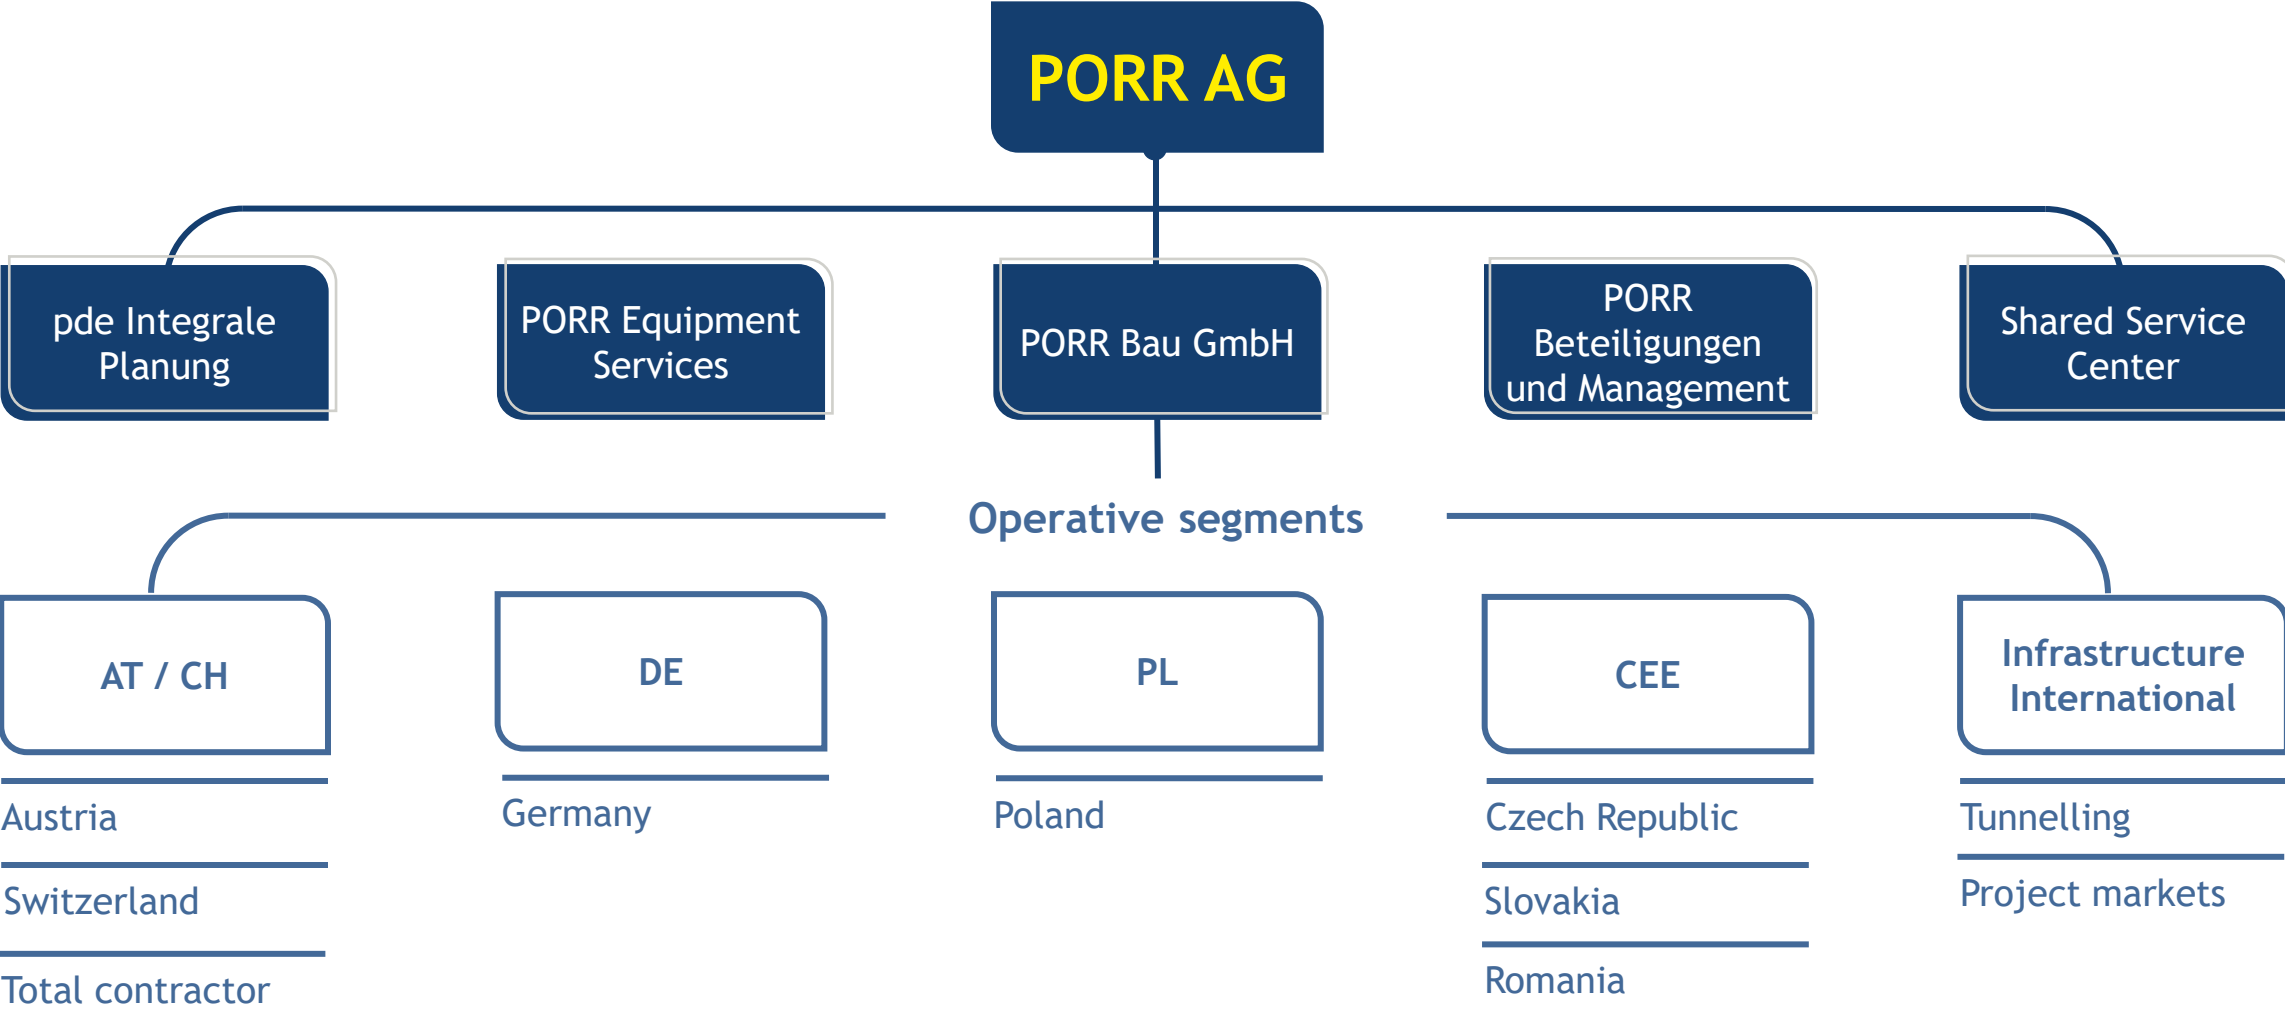 PORR AG
pde Integrale
Planung
PORR Equipment
Services
PORR Bau GmbH
PORR
Beteiligungen
und Management
Shared Service
Center
Operative segments
AT / CH
DE
PL
CEE
Infrastructure
International
Austria
Switzerland
Total contractor
Germany
Poland
Czech Republic
Slovakia
Romania
Tunnelling
Project markets